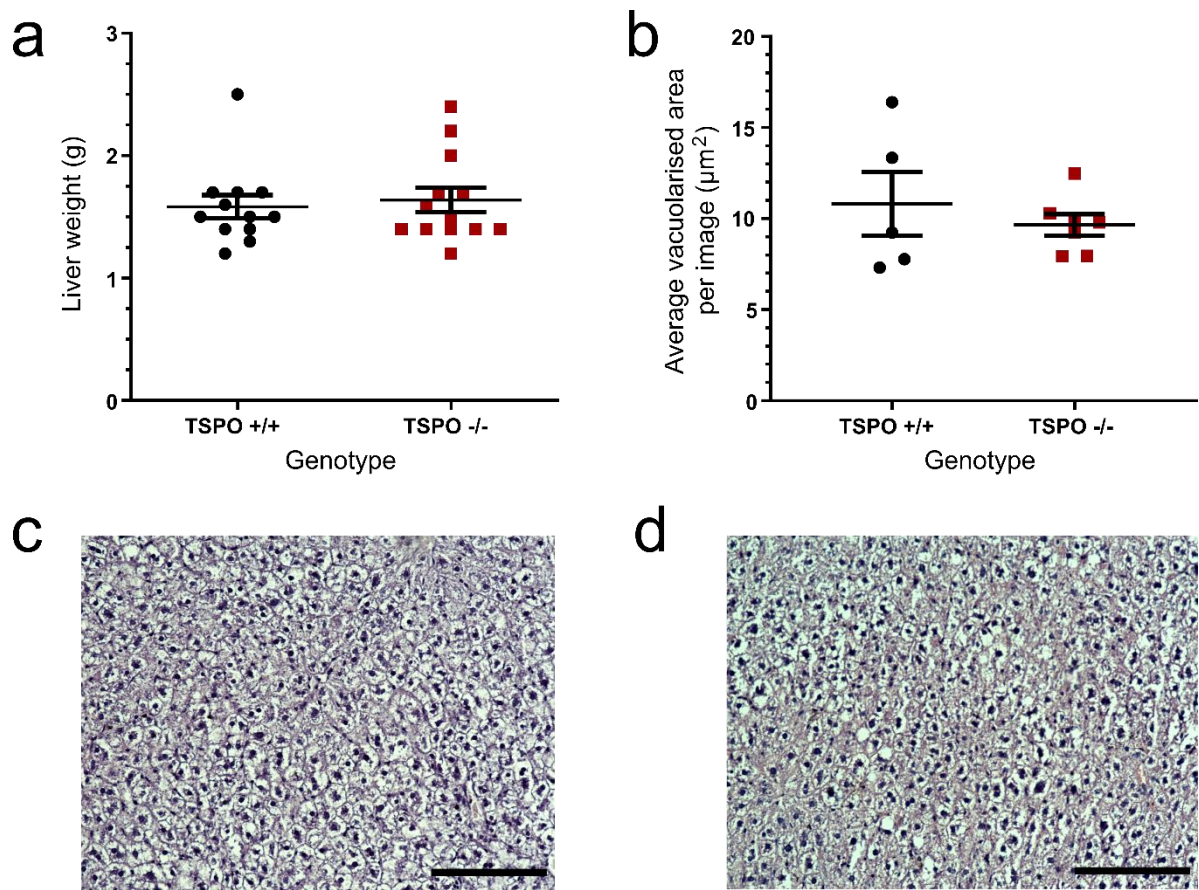 a
3
2
1
0
Liver weight (g)
TSPO +/+ TSPO -/-
Genotype
b
20
15
10
5
0
Average vacuolarised area
per image (µm²)
TSPO +/+ TSPO -/-
Genotype
c
d